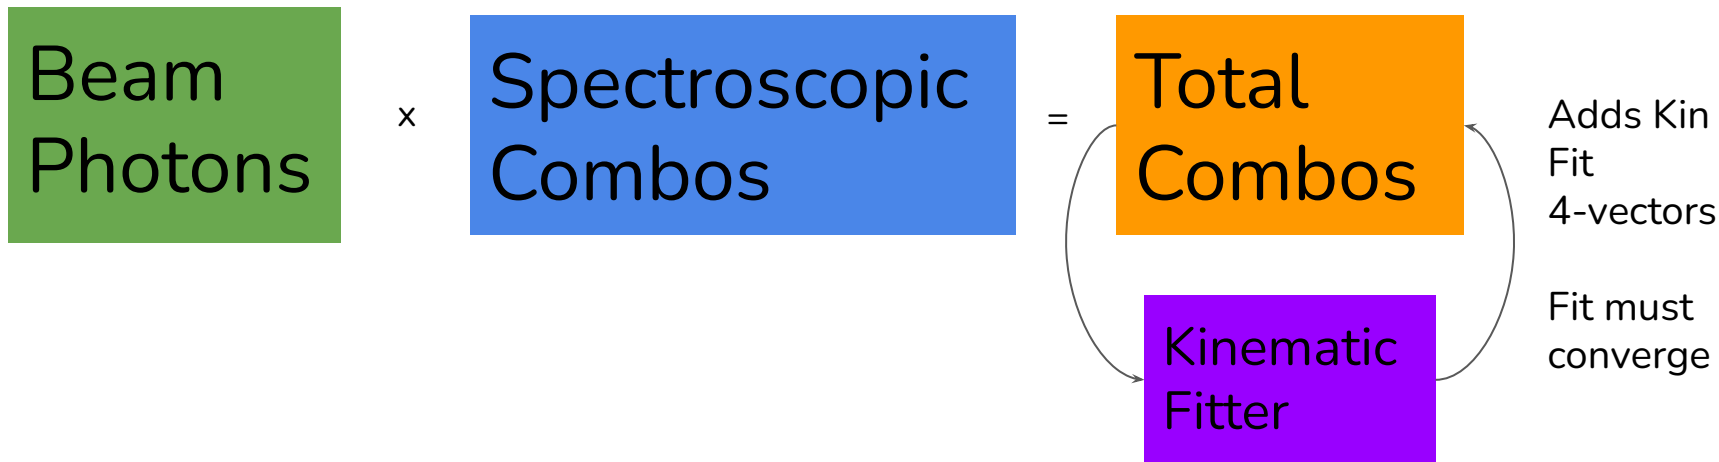 Beam
Photons
x
Spectroscopic
Combos
=
Total
Combos
Adds Kin
Fit
4-vectors
Fit must
converge
Kinematic
Fitter